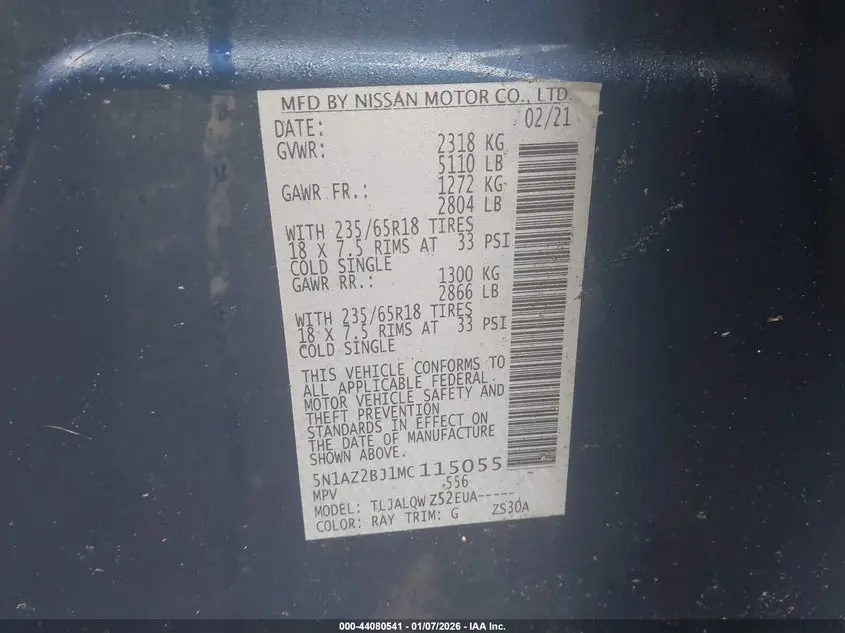 MFD BY NISSAN MOTOR CO., LTD.
DATE: 02/21
GVWR: 2318 KG
5110 LB
GAWR FR.: 1272 KG
2804 LB
WITH 235/65R18 TIRES
18 X 7.5 RIMS AT 33 PSI
COLD SINGLE
GAWR RR.: 1300 KG
2866 LB
WITH 235/65R18 TIRES
18 X 7.5 RIMS AT 33 PSI
COLD SINGLE
THIS VEHICLE CONFORMS TO
ALL APPLICABLE FEDERAL
MOTOR VEHICLE SAFETY AND
THEFT PREVENTION
STANDARDS IN EFFECT ON
THE DATE OF MANUFACTURE
SHOWN ABOVE.
5N1AZ2BJ1MC115055
MPV 556
MODEL: TLJALQWZ52EUA-----
COLOR: RAY TRIM: G ZS30A
000-44080541 - 01/07/2026 - IAA Inc.